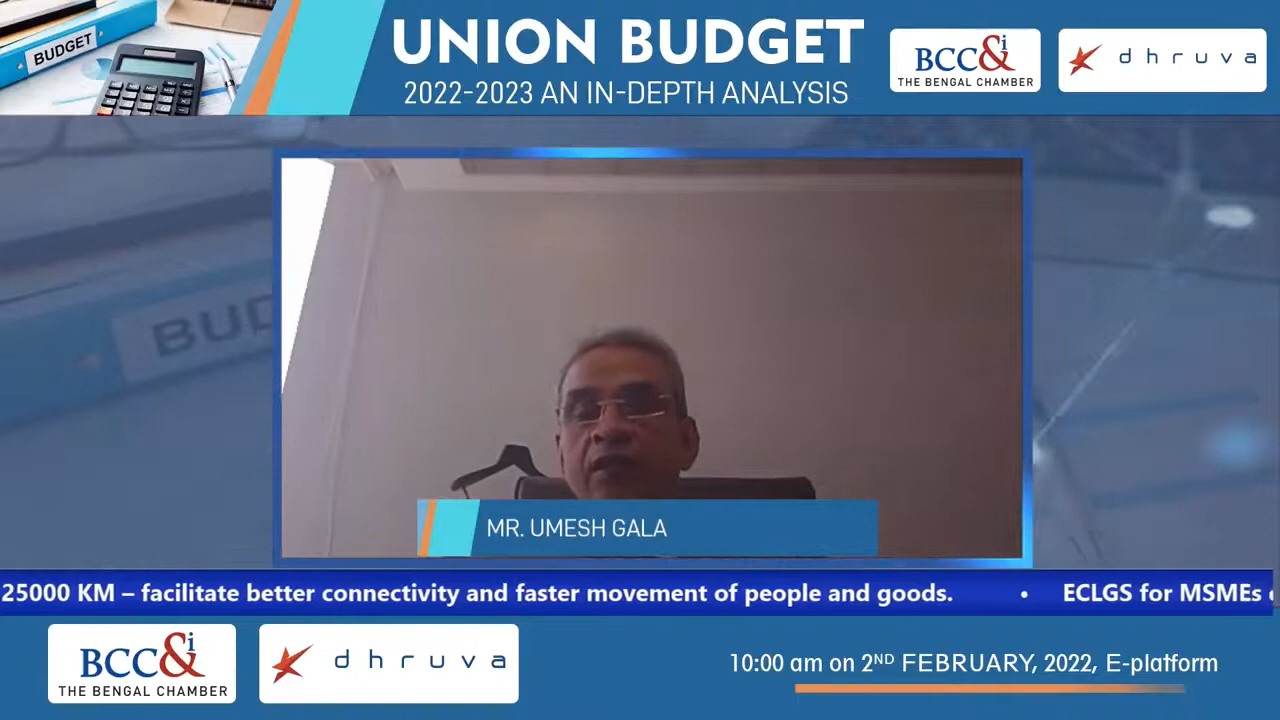 BUDGET
UNION BUDGET
2022-2023 AN IN-DEPTH ANALYSIS
BCC&i
THE BENGAL CHAMBER
dhruva
BUD
MR. UMESH GALA
25000 KM – facilitate better connectivity and faster movement of people and goods. • ECLGS for MSMEs
BCC&i
THE BENGAL CHAMBER
dhruva
10:00 am on 2ND FEBRUARY, 2022, E-platform